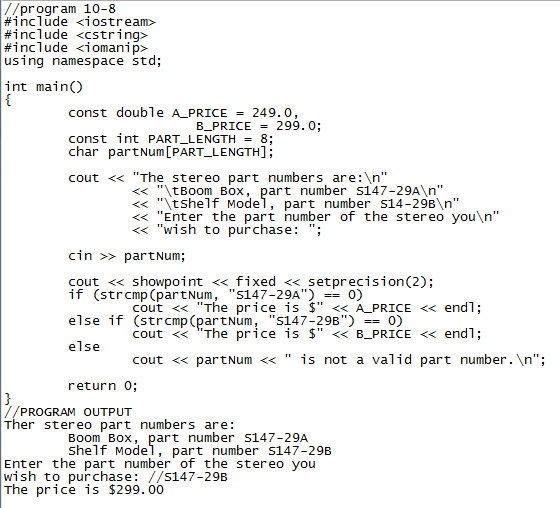 //program 10-8
#include <iostream>
#include <cstring>
#include <iomanip>
using namespace std;
int main()
{
const double A_PRICE = 249.0,
B_PRICE = 299.0;
const int PART_LENGTH = 8;
char partNum[PART_LENGTH];
cout << "The stereo part numbers are:\n"
<< "\tBoom Box, part number S147-29A\n"
<< "\tShelf Model, part number S14-29B\n"
<< "Enter the part number of the stereo you\n"
<< "wish to purchase: ";
cin >> partNum;
cout << showpoint << fixed << setprecision(2);
if (strcmp(partNum, "S147-29A") == 0)
cout << "The price is $" << A_PRICE << endl;
else if (strcmp(partNum, "S147-29B") == 0)
cout << "The price is $" << B_PRICE << endl;
else
cout << partNum << " is not a valid part number.\n";
return 0;
}
//PROGRAM OUTPUT
Ther stereo part numbers are:
Boom Box, part number S147-29A
Shelf Model, part number S147-29B
Enter the part number of the stereo you
wish to purchase: //S147-29B
The price is $299.00